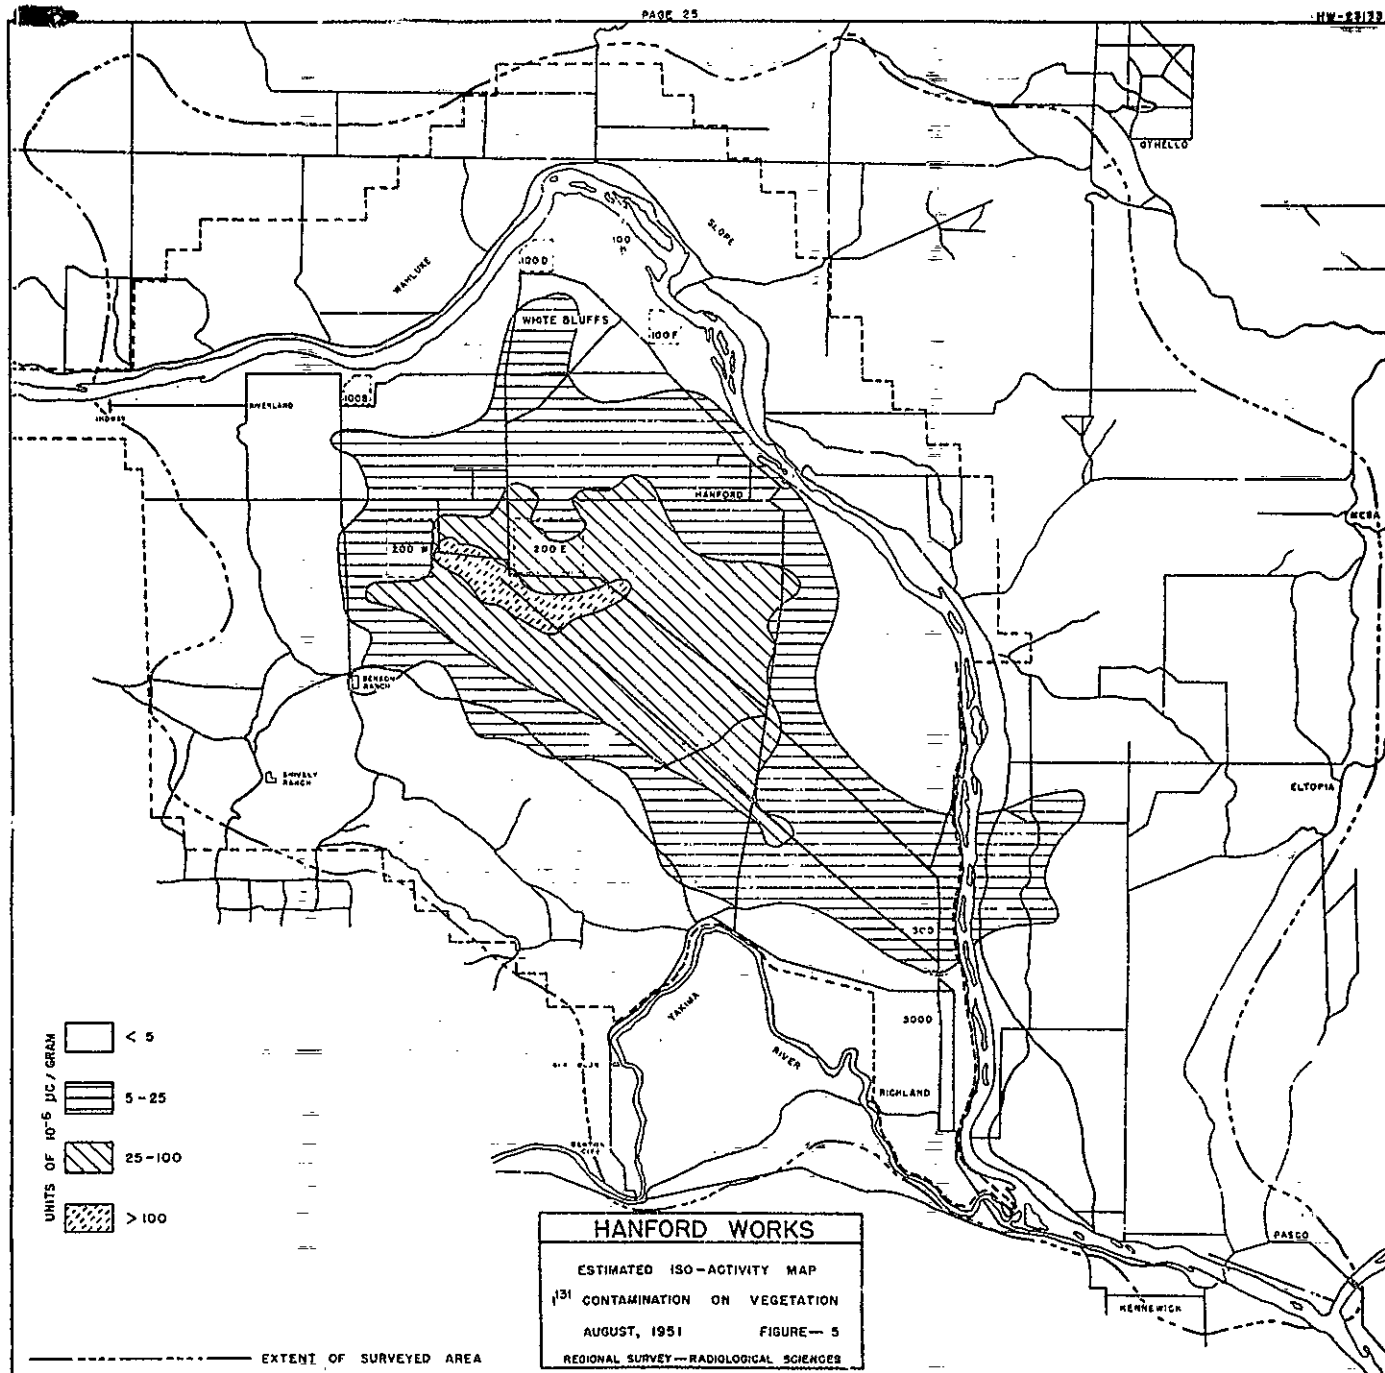 PAGE 25
HW-23133
OTHELLO
WAHLUKE
SLOPE
100 D
100
H
WHITE BLUFFS
100 F
100B
RIVERLAND
HANFORD
MESA
200 W
200 E
BENSON
RANCH
SNIVELY
RANCH
ELTOPIA
300
YAKIMA
RIVER
3000
RICHLAND
BENTON
CITY
PASCO
KENNEWICK
UNITS OF 10⁻⁶ µC / GRAM
< 5
5 - 25
25 - 100
> 100
HANFORD WORKS
ESTIMATED ISO-ACTIVITY MAP
I¹³¹ CONTAMINATION ON VEGETATION
AUGUST, 1951 FIGURE — 5
REGIONAL SURVEY — RADIOLOGICAL SCIENCES
EXTENT OF SURVEYED AREA